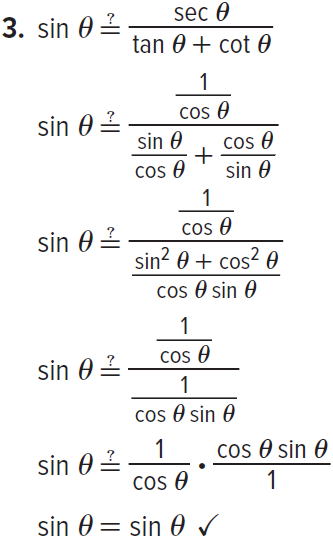 3. sin θ ≟ sec θ / (tan θ + cot θ)
sin θ ≟ (1 / cos θ) / (sin θ / cos θ + cos θ / sin θ)
sin θ ≟ (1 / cos θ) / ((sin² θ + cos² θ) / (cos θ sin θ))
sin θ ≟ (1 / cos θ) / (1 / (cos θ sin θ))
sin θ ≟ 1 / cos θ · (cos θ sin θ) / 1
sin θ = sin θ ✓